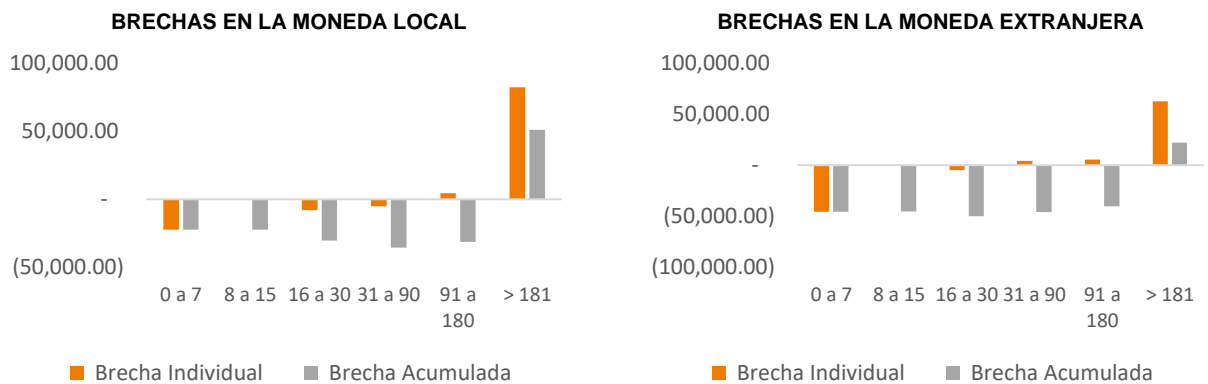 BRECHAS EN LA MONEDA LOCAL
100,000.00
50,000.00
-
(50,000.00)
0 a 7 8 a 15 16 a 30 31 a 90 91 a > 181
180
Brecha Individual Brecha Acumulada
BRECHAS EN LA MONEDA EXTRANJERA
100,000.00
50,000.00
-
(50,000.00)
(100,000.00)
0 a 7 8 a 15 16 a 30 31 a 90 91 a > 181
180
Brecha Individual Brecha Acumulada